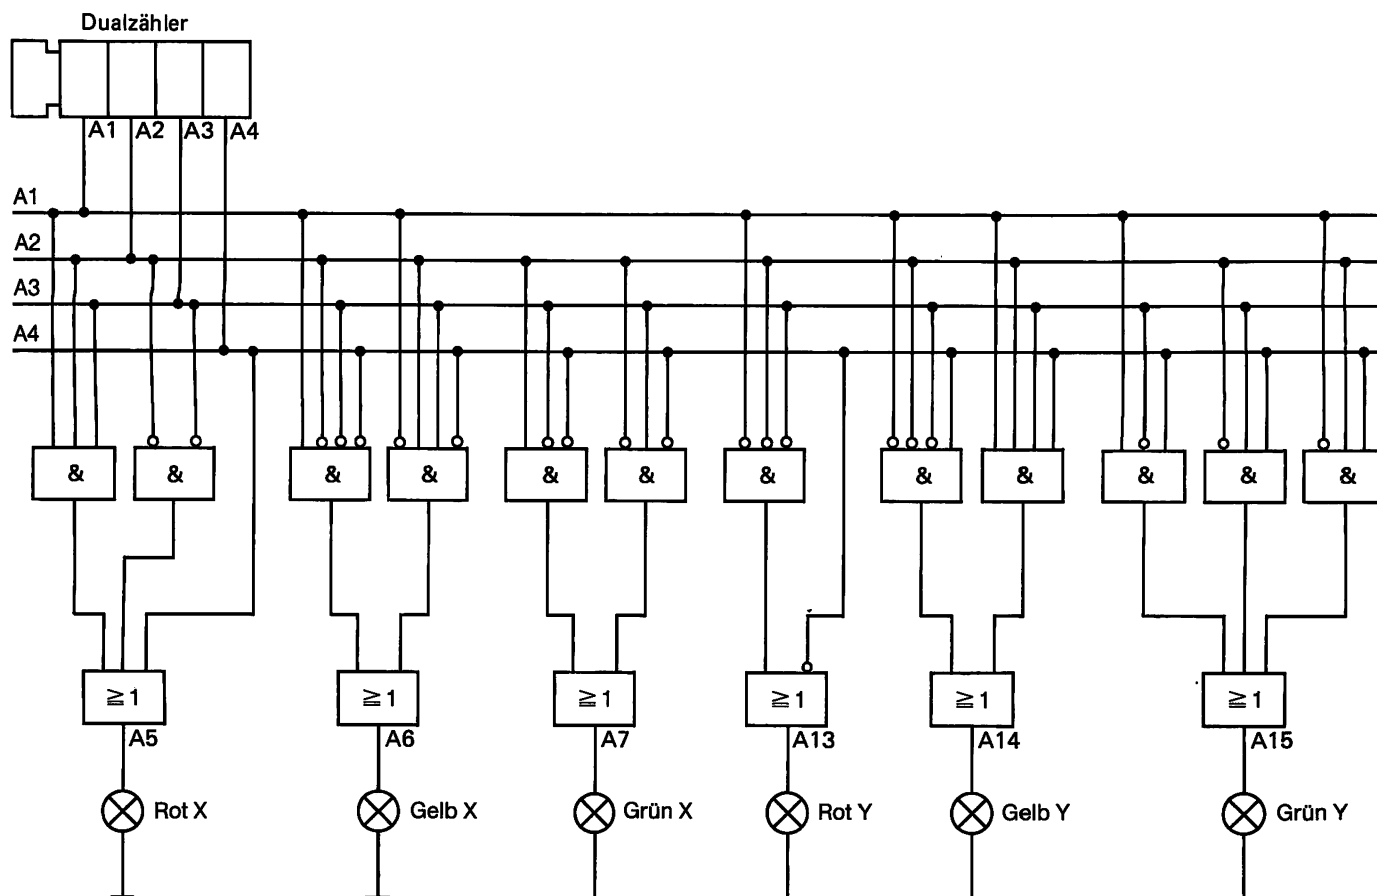 Dualzähler
A1 A2 A3 A4
A1
A2
A3
A4
& & & & & & & & & & & &
≧1 ≧1 ≧1 ≧1 ≧1 ≧1
A5 A6 A7 A13 A14 A15
Rot X Gelb X Grün X Rot Y Gelb Y Grün Y